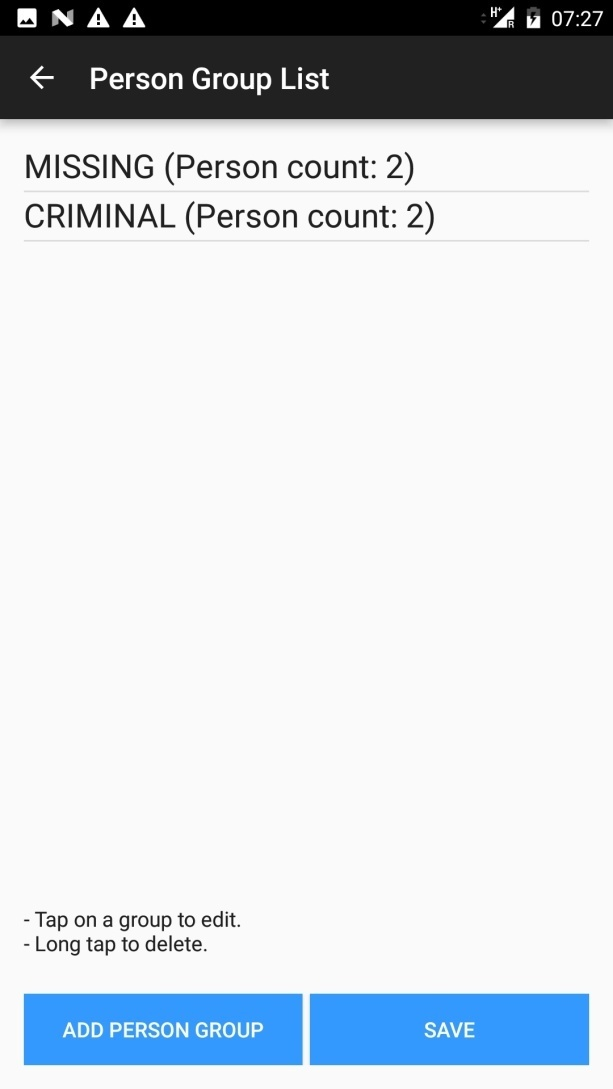 H+
R
07:27
Person Group List
MISSING (Person count: 2)
CRIMINAL (Person count: 2)
- Tap on a group to edit.
- Long tap to delete.
ADD PERSON GROUP
SAVE